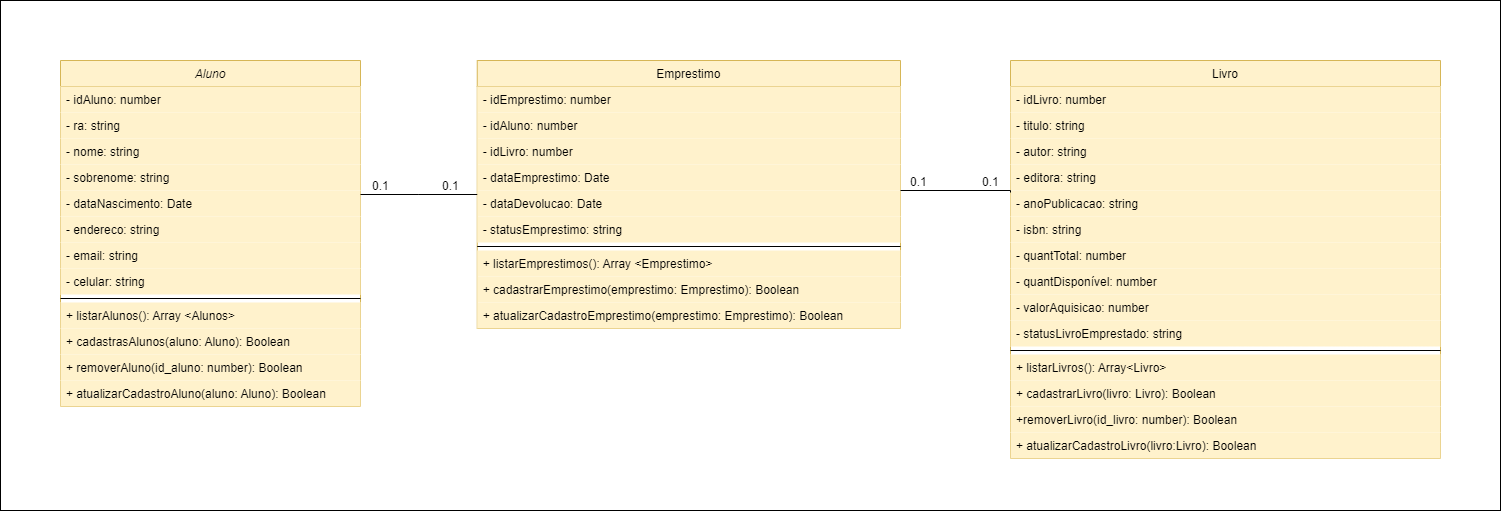 Aluno
- idAluno: number
- ra: string
- nome: string
- sobrenome: string
- dataNascimento: Date
- endereco: string
- email: string
- celular: string
+ listarAlunos(): Array <Alunos>
+ cadastrasAlunos(aluno: Aluno): Boolean
+ removerAluno(id_aluno: number): Boolean
+ atualizarCadastroAluno(aluno: Aluno): Boolean
0.1
0.1
Emprestimo
- idEmprestimo: number
- idAluno: number
- idLivro: number
- dataEmprestimo: Date
- dataDevolucao: Date
- statusEmprestimo: string
+ listarEmprestimos(): Array <Emprestimo>
+ cadastrarEmprestimo(emprestimo: Emprestimo): Boolean
+ atualizarCadastroEmprestimo(emprestimo: Emprestimo): Boolean
0.1
0.1
Livro
- idLivro: number
- titulo: string
- autor: string
- editora: string
- anoPublicacao: string
- isbn: string
- quantTotal: number
- quantDisponível: number
- valorAquisicao: number
- statusLivroEmprestado: string
+ listarLivros(): Array<Livro>
+ cadastrarLivro(livro: Livro): Boolean
+removerLivro(id_livro: number): Boolean
+ atualizarCadastroLivro(livro:Livro): Boolean